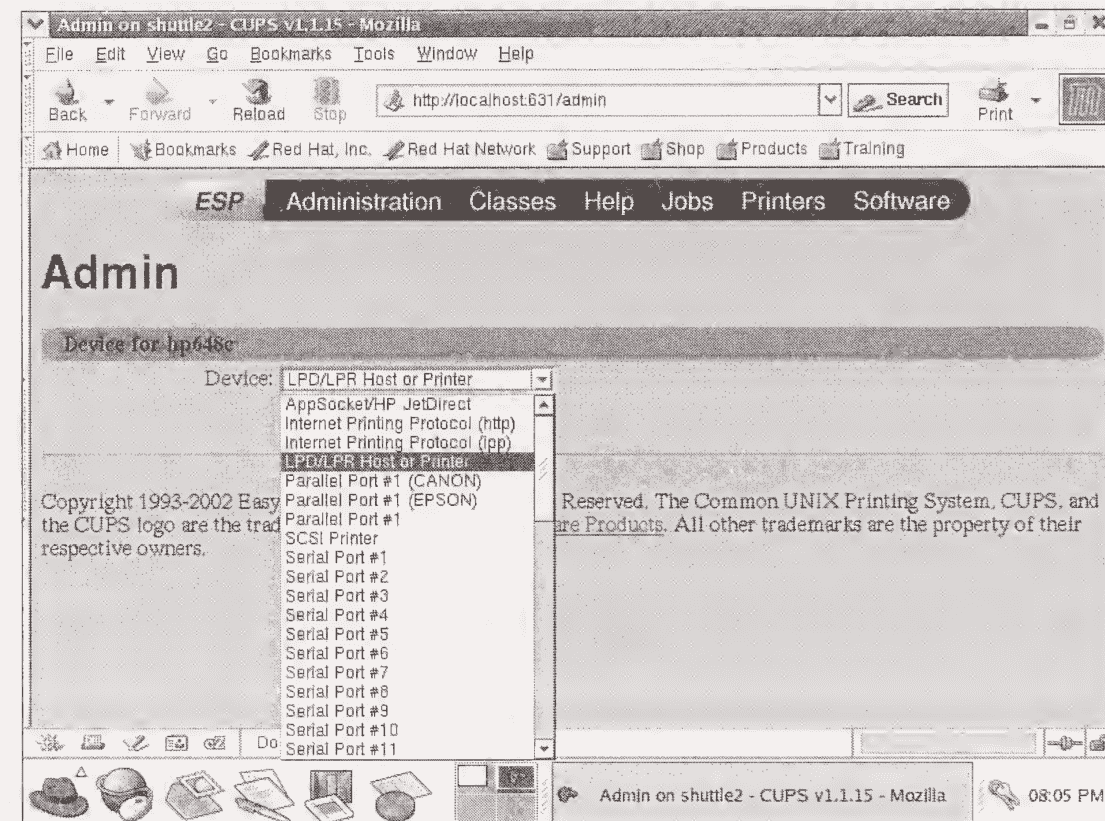 Admin on shuttle2 - CUPS v1.1.15 - Mozilla
File Edit View Go Bookmarks Tools Window Help
Back Forward Reload Stop http://localhost:631/admin Search Print
Home Bookmarks Red Hat, Inc. Red Hat Network Support Shop Products Training
ESP Administration Classes Help Jobs Printers Software
Admin
Device for hp648c
Device: LPD/LPR Host or Printer
AppSocket/HP JetDirect
Internet Printing Protocol (http)
Internet Printing Protocol (ipp)
LPD/LPR Host or Printer
Parallel Port #1 (CANON)
Parallel Port #1 (EPSON)
Parallel Port #1
SCSI Printer
Serial Port #1
Serial Port #2
Serial Port #3
Serial Port #4
Serial Port #5
Serial Port #6
Serial Port #7
Serial Port #8
Serial Port #9
Serial Port #10
Serial Port #11
Copyright 1993-2002 Easy Reserved, The Common UNIX Printing System, CUPS, and
the CUPS logo are the trad are Products. All other trademarks are the property of their
respective owners.
Do
Admin on shuttle2 - CUPS v1.1.15 - Mozilla 08:05 PM